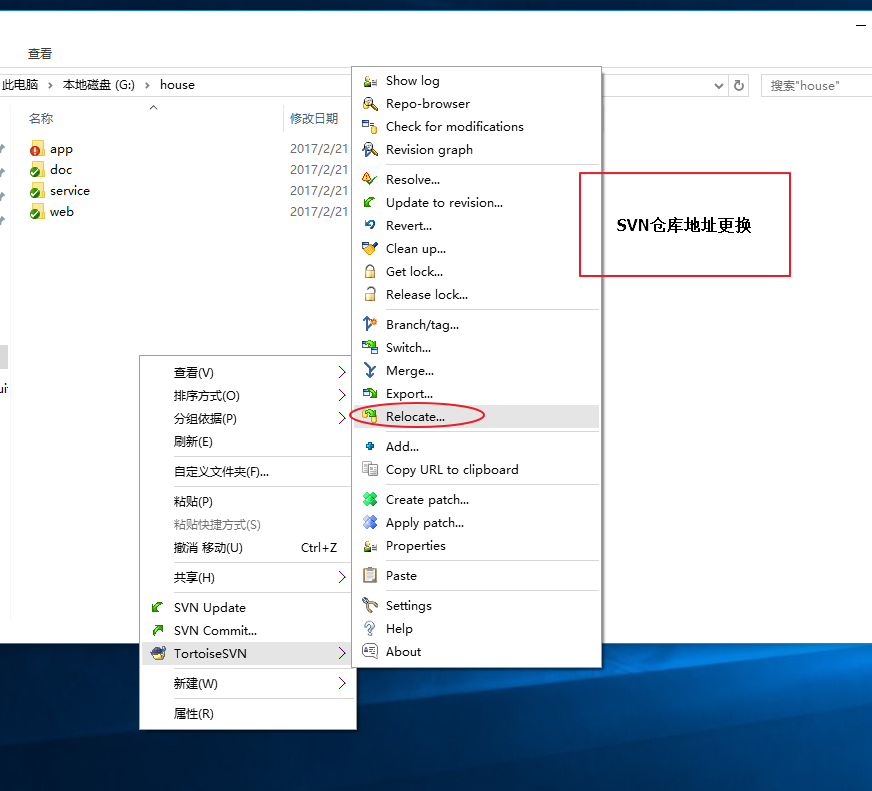 查看
此电脑 > 本地磁盘 (G:) > house
搜索"house"
名称
修改日期
app
2017/2/21
doc
2017/2/21
service
2017/2/21
web
2017/2/21
Show log
Repo-browser
Check for modifications
Revision graph
Resolve...
Update to revision...
Revert...
Clean up...
Get lock...
Release lock...
Branch/tag...
Switch...
Merge...
Export...
Relocate...
Add...
Copy URL to clipboard
Create patch...
Apply patch...
Properties
Paste
Settings
Help
About
SVN仓库地址更换
查看(V)
排序方式(O)
分组依据(P)
刷新(E)
自定义文件夹(F)...
粘贴(P)
粘贴快捷方式(S)
撤消 移动(U) Ctrl+Z
共享(H)
SVN Update
SVN Commit...
TortoiseSVN
新建(W)
属性(R)